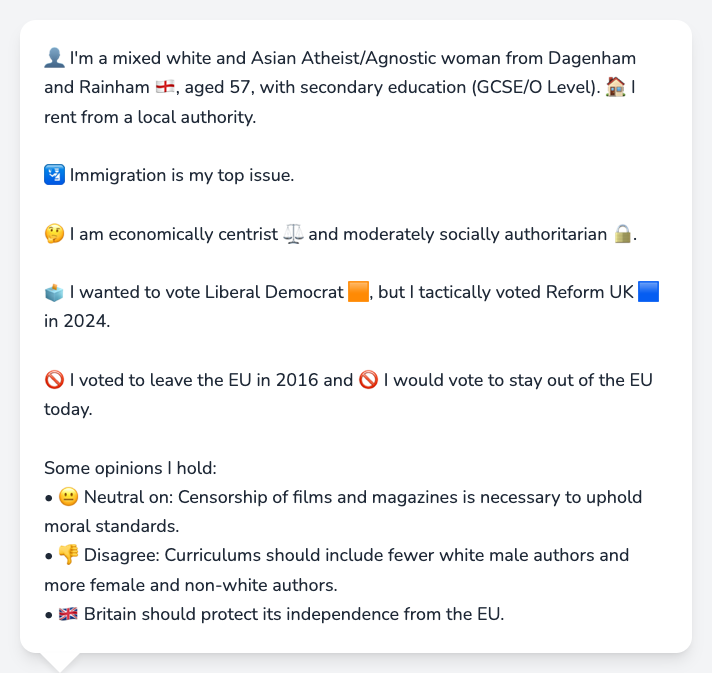 👤 I'm a mixed white and Asian Atheist/Agnostic woman from Dagenham
and Rainham 🏴󠁧󠁢󠁥󠁮󠁧󠁿, aged 57, with secondary education (GCSE/O Level). 🏠 I
rent from a local authority.
🛂 Immigration is my top issue.
🤔 I am economically centrist ⚖️ and moderately socially authoritarian 🔒.
🗳️ I wanted to vote Liberal Democrat 🟧, but I tactically voted Reform UK 🟦
in 2024.
🚫 I voted to leave the EU in 2016 and 🚫 I would vote to stay out of the EU
today.
Some opinions I hold:
• 😐 Neutral on: Censorship of films and magazines is necessary to uphold
moral standards.
• 👎 Disagree: Curriculums should include fewer white male authors and
more female and non-white authors.
• 🇬🇧 Britain should protect its independence from the EU.